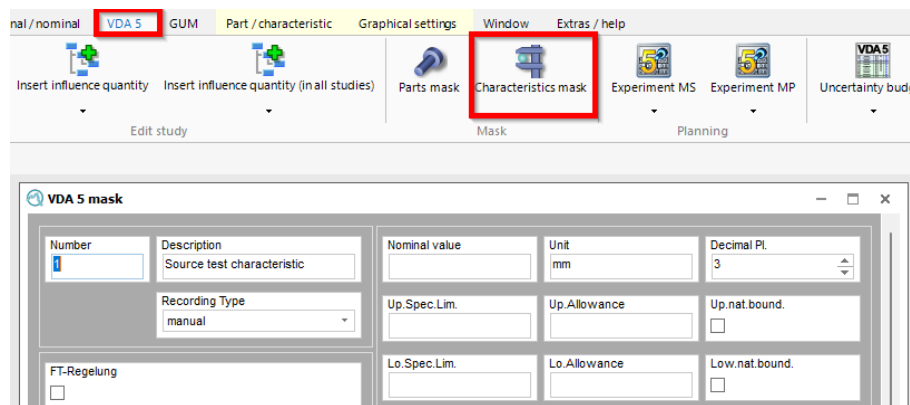 nal/nominal VDA 5 GUM Part/characteristic Graphical settings Window Extras/help
Insert influence quantity Insert influence quantity (in all studies) Parts mask Characteristics mask Experiment MS Experiment MP VDA5 Uncertainty bud
Edit study Mask Planning
VDA 5 mask
Number Description Nominal value Unit Decimal Pl.
1 Source test characteristic mm 3
Recording Type Up.Spec.Lim. Up.Allowance Up.nat.bound.
manual
FT-Regelung Lo.Spec.Lim. Lo.Allowance Low.nat.bound.